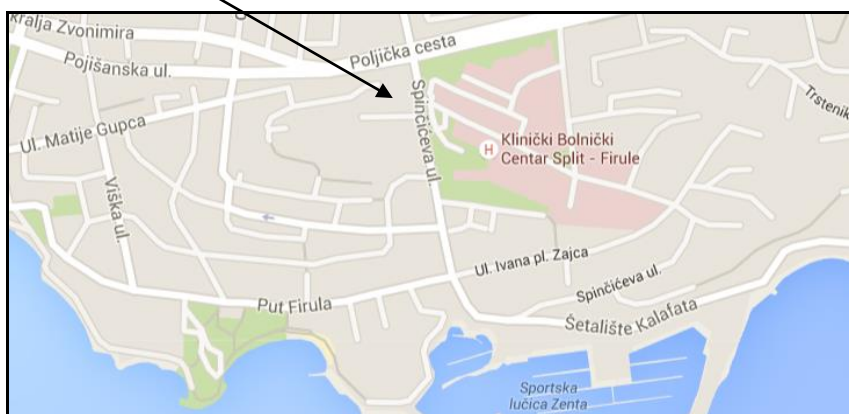 kralja Zvonimira
Pojišanska ul.
Poljička cesta
Ul. Matije Gupca
Spinčićeva ul.
Trstenik
Klinički Bolnički
Centar Split - Firule
Viška ul.
Ul. Ivana pl. Zajca
Spinčićeva ul.
Put Firula
Šetalište Kalafata
Sportska
lučica Zenta
H